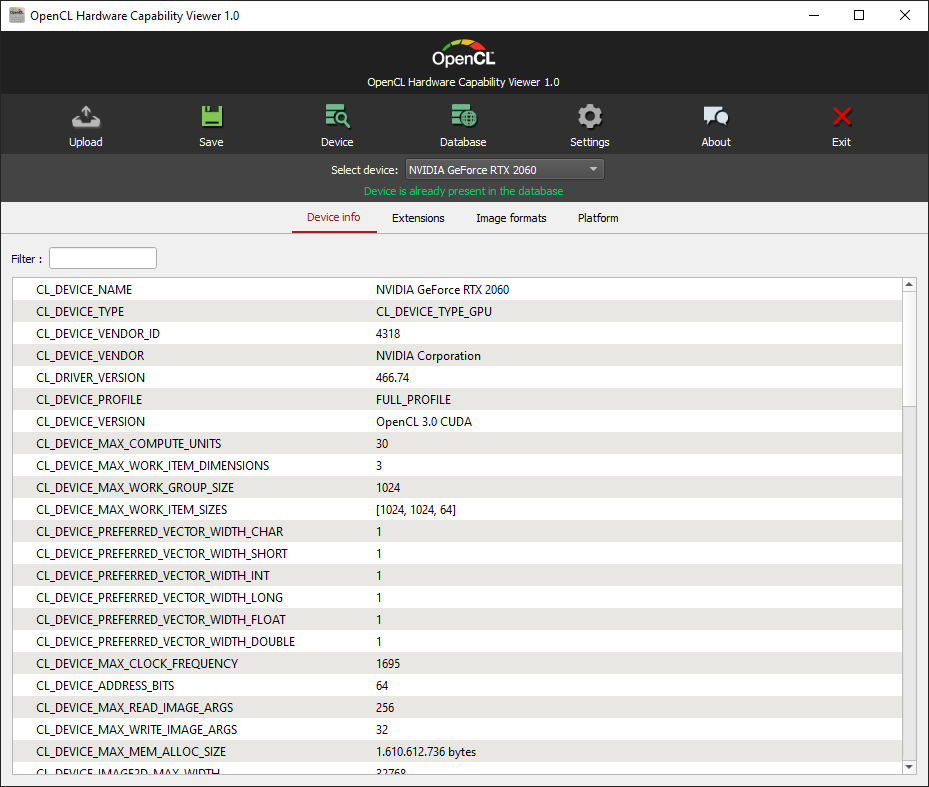 OpenCL Hardware Capability Viewer 1.0
OpenCL
OpenCL Hardware Capability Viewer 1.0
Upload Save Device Database Settings About Exit
Select device: NVIDIA GeForce RTX 2060
Device is already present in the database
Device info Extensions Image formats Platform
Filter :
CL_DEVICE_NAME NVIDIA GeForce RTX 2060
CL_DEVICE_TYPE CL_DEVICE_TYPE_GPU
CL_DEVICE_VENDOR_ID 4318
CL_DEVICE_VENDOR NVIDIA Corporation
CL_DRIVER_VERSION 466.74
CL_DEVICE_PROFILE FULL_PROFILE
CL_DEVICE_VERSION OpenCL 3.0 CUDA
CL_DEVICE_MAX_COMPUTE_UNITS 30
CL_DEVICE_MAX_WORK_ITEM_DIMENSIONS 3
CL_DEVICE_MAX_WORK_GROUP_SIZE 1024
CL_DEVICE_MAX_WORK_ITEM_SIZES [1024, 1024, 64]
CL_DEVICE_PREFERRED_VECTOR_WIDTH_CHAR 1
CL_DEVICE_PREFERRED_VECTOR_WIDTH_SHORT 1
CL_DEVICE_PREFERRED_VECTOR_WIDTH_INT 1
CL_DEVICE_PREFERRED_VECTOR_WIDTH_LONG 1
CL_DEVICE_PREFERRED_VECTOR_WIDTH_FLOAT 1
CL_DEVICE_PREFERRED_VECTOR_WIDTH_DOUBLE 1
CL_DEVICE_MAX_CLOCK_FREQUENCY 1695
CL_DEVICE_ADDRESS_BITS 64
CL_DEVICE_MAX_READ_IMAGE_ARGS 256
CL_DEVICE_MAX_WRITE_IMAGE_ARGS 32
CL_DEVICE_MAX_MEM_ALLOC_SIZE 1.610.612.736 bytes
CL_DEVICE_IMAGE2D_MAX_WIDTH 32768